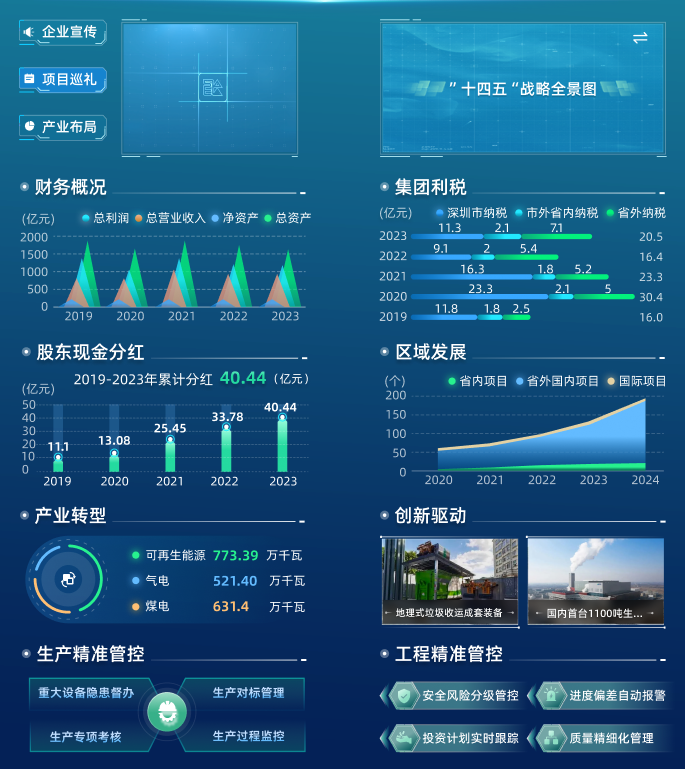 企业宣传
项目巡礼
产业布局
”十四五“战略全景图
财务概况
(亿元)
总利润 总营业收入 净资产 总资产
2000
1500
1000
500
0
2019 2020 2021 2022 2023
集团利税
(亿元) 深圳市纳税 市外省内纳税 省外纳税
2023 11.3 2.1 7.1 20.5
2022 9.1 2 5.4 16.4
2021 16.3 1.8 5.2 23.3
2020 23.3 2.1 5 30.4
2019 11.8 1.8 2.5 16.0
股东现金分红
2019-2023年累计分红 40.44 (亿元)
(亿元)
50
40
30
20
10
0
11.1 13.08 25.45 33.78 40.44
2019 2020 2021 2022 2023
区域发展
(个) 省内项目 省外国内项目 国际项目
200
150
100
50
0
2020 2021 2022 2023 2024
产业转型
可再生能源 773.39 万千瓦
气电 521.40 万千瓦
煤电 631.4 万千瓦
创新驱动
地埋式垃圾收运成套装备
国内首台1100吨生...
生产精准管控
重大设备隐患督办 生产对标管理
生产专项考核 生产过程监控
工程精准管控
安全风险分级管控 进度偏差自动报警
投资计划实时跟踪 质量精细化管理